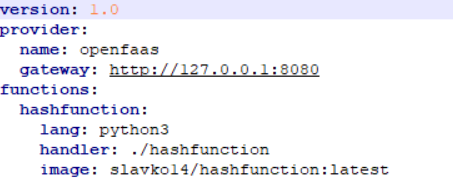 version: 1.0
provider:
  name: openfaas
  gateway: http://127.0.0.1:8080
functions:
  hashfunction:
    lang: python3
    handler: ./hashfunction
    image: slavko14/hashfunction:latest